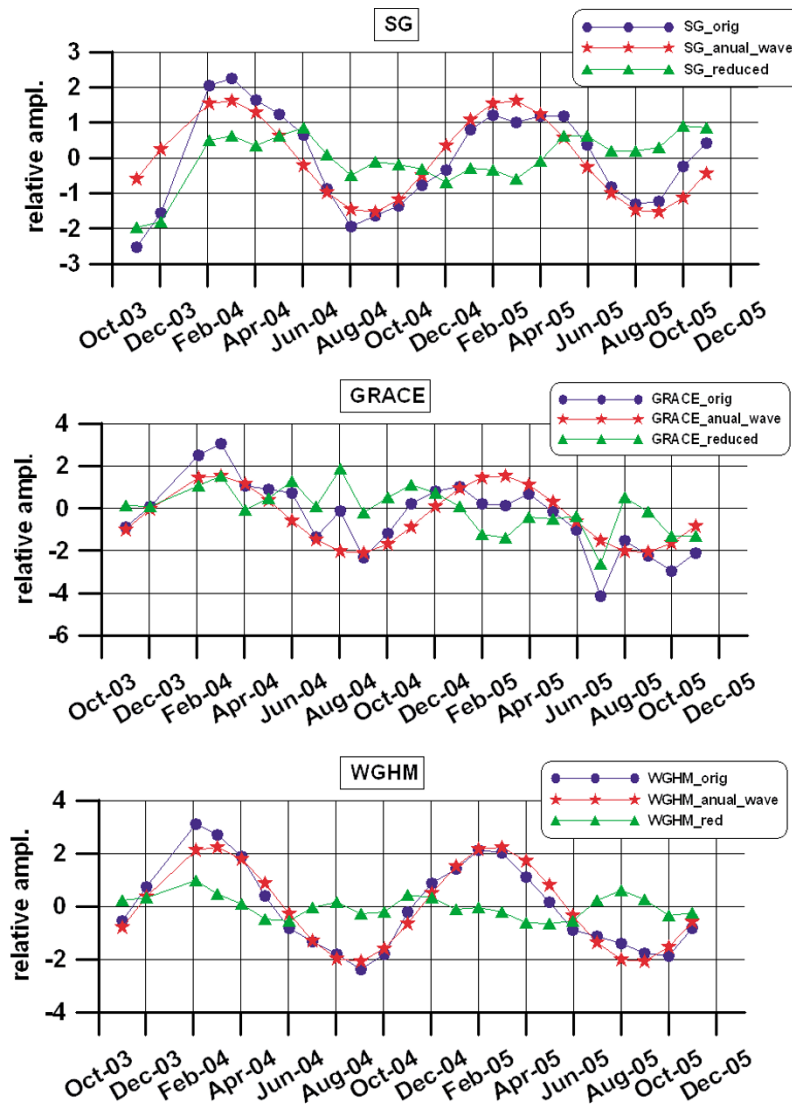 SG
SG_orig
SG_anual_wave
SG_reduced
relative ampl.
3
2
1
0
-1
-2
-3
Oct-03 Dec-03 Feb-04 Apr-04 Jun-04 Aug-04 Oct-04 Dec-04 Feb-05 Apr-05 Jun-05 Aug-05 Oct-05 Dec-05
GRACE
GRACE_orig
GRACE_anual_wave
GRACE_reduced
relative ampl.
4
2
0
-2
-4
-6
Oct-03 Dec-03 Feb-04 Apr-04 Jun-04 Aug-04 Oct-04 Dec-04 Feb-05 Apr-05 Jun-05 Aug-05 Oct-05 Dec-05
WGHM
WGHM_orig
WGHM_anual_wave
WGHM_red
relative ampl.
4
2
0
-2
-4
Oct-03 Dec-03 Feb-04 Apr-04 Jun-04 Aug-04 Oct-04 Dec-04 Feb-05 Apr-05 Jun-05 Aug-05 Oct-05 Dec-05